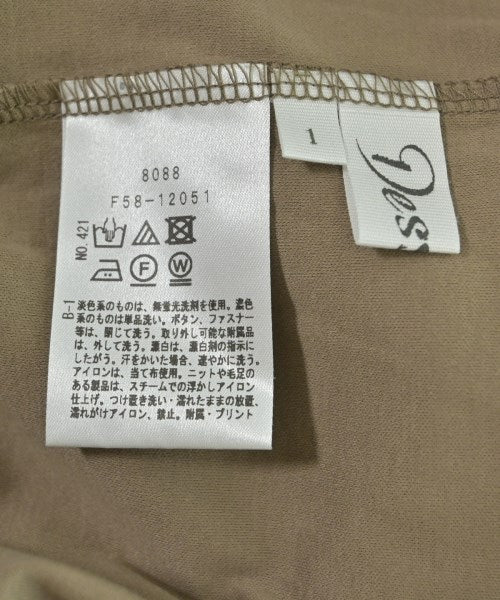 8088
F58-12051
NO.421
F W
B-1
淡色系のものは、無蛍光洗剤を使用。濃色
系のものは単品洗い。ボタン、ファスナー
等は、閉じて洗う。取り外し可能な附属品
は、外して洗う。漂白は、漂白剤の指示に
したがう。汗をかいた場合、速やかに洗う。
アイロンは、当て布使用。ニットや毛足の
ある製品は、スチームでの浮かしアイロン
仕上げ。つけ置き洗い・濡れたままの放置、
濡れがけアイロン、禁止。附属・プリント
1
Des